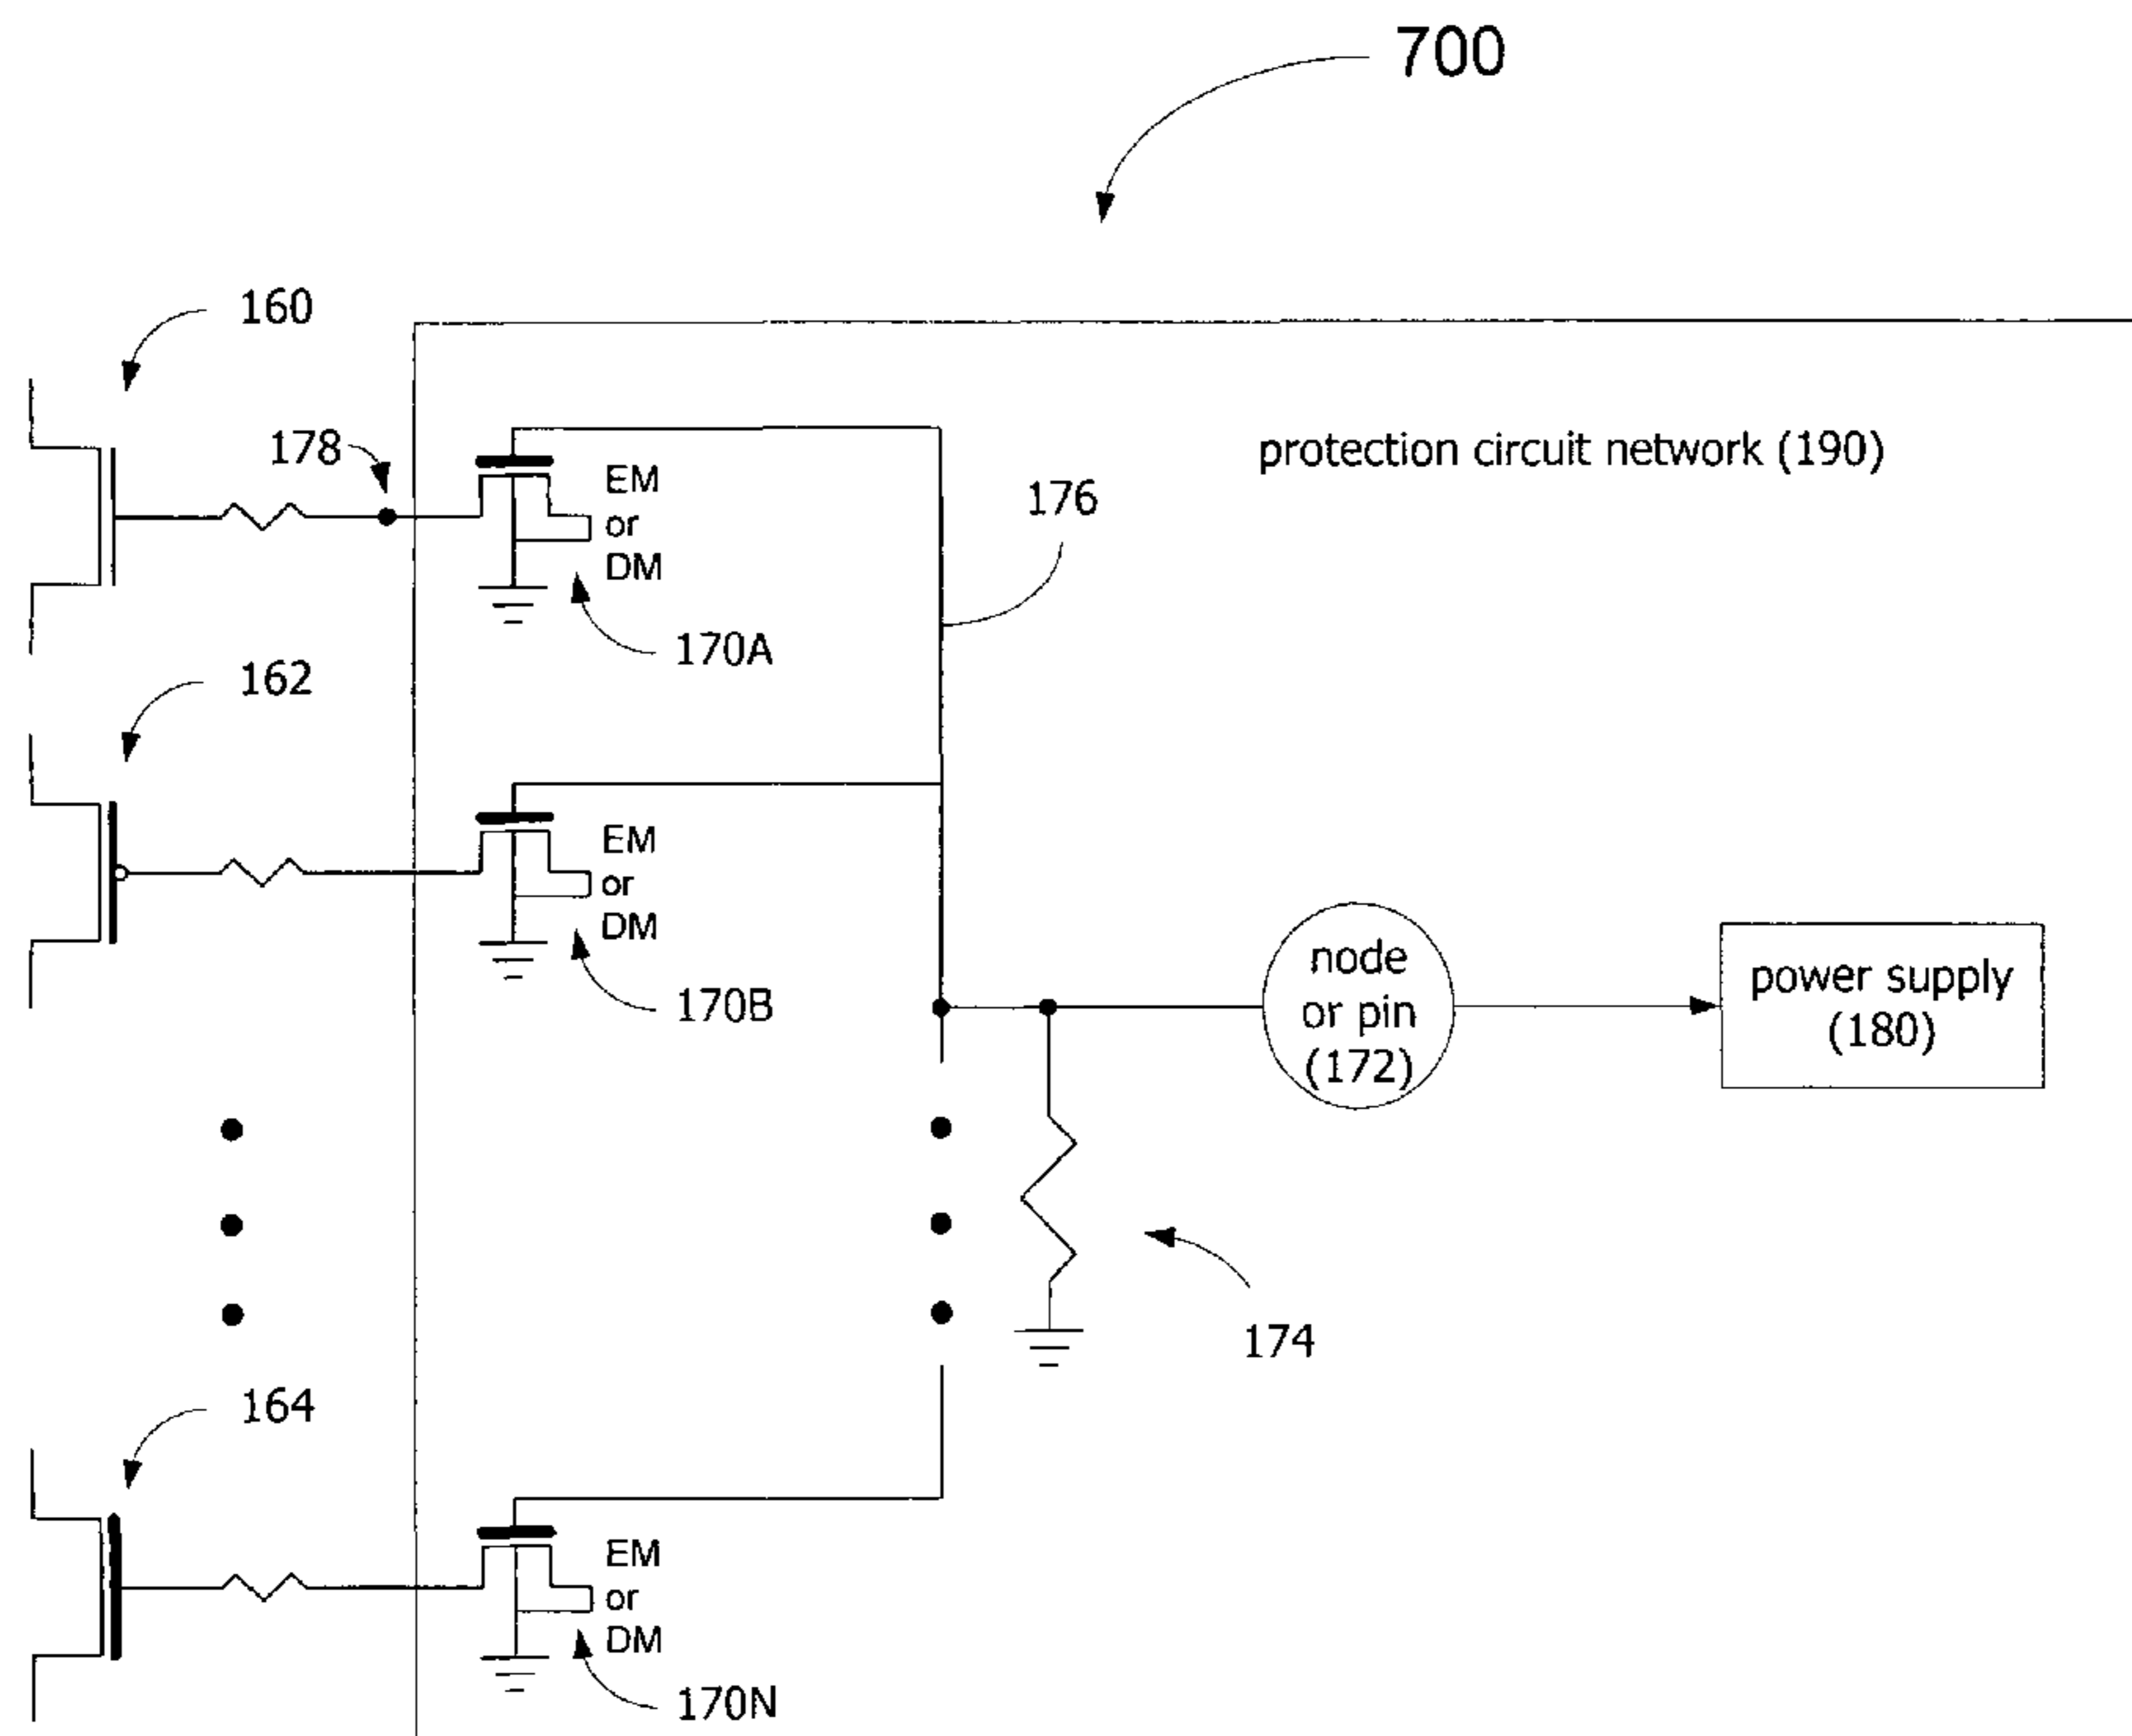 700
160
178
EM
or
DM
protection circuit network (190)
176
170A
162
EM
or
DM
170B
node
or pin
(172)
power supply
(180)
174
164
EM
or
DM
170N